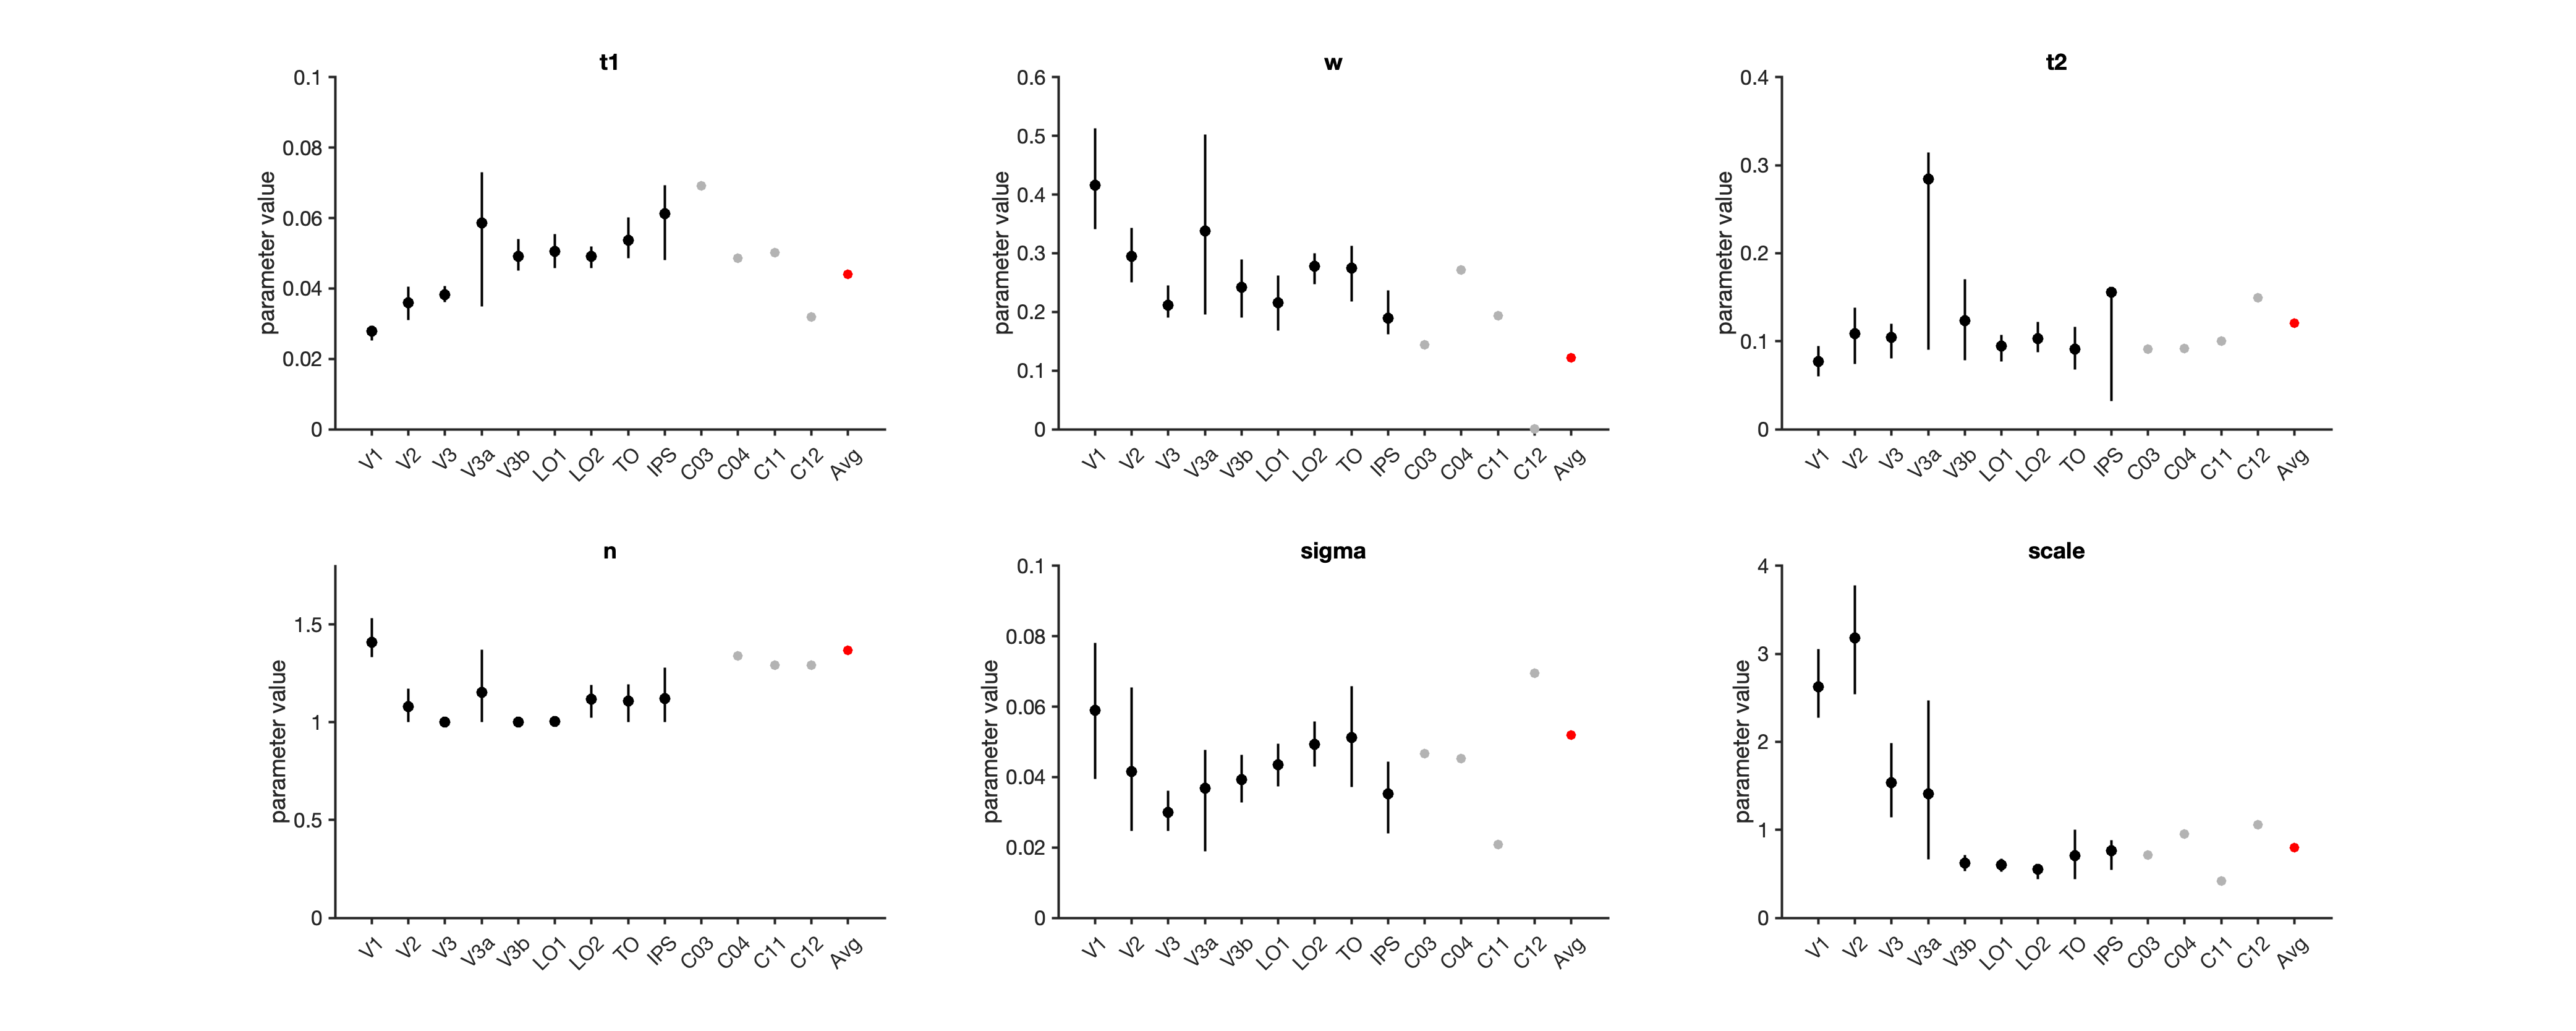 t1
parameter value
0.1
0.08
0.06
0.04
0.02
0
V1 V2 V3 V3a V3b LO1 LO2 TO IPS C03 C04 C11 C12 Avg
w
parameter value
0.6
0.5
0.4
0.3
0.2
0.1
0
V1 V2 V3 V3a V3b LO1 LO2 TO IPS C03 C04 C11 C12 Avg
t2
parameter value
0.4
0.3
0.2
0.1
0
V1 V2 V3 V3a V3b LO1 LO2 TO IPS C03 C04 C11 C12 Avg
n
parameter value
1.5
1
0.5
0
V1 V2 V3 V3a V3b LO1 LO2 TO IPS C03 C04 C11 C12 Avg
sigma
parameter value
0.1
0.08
0.06
0.04
0.02
0
V1 V2 V3 V3a V3b LO1 LO2 TO IPS C03 C04 C11 C12 Avg
scale
parameter value
4
3
2
1
0
V1 V2 V3 V3a V3b LO1 LO2 TO IPS C03 C04 C11 C12 Avg